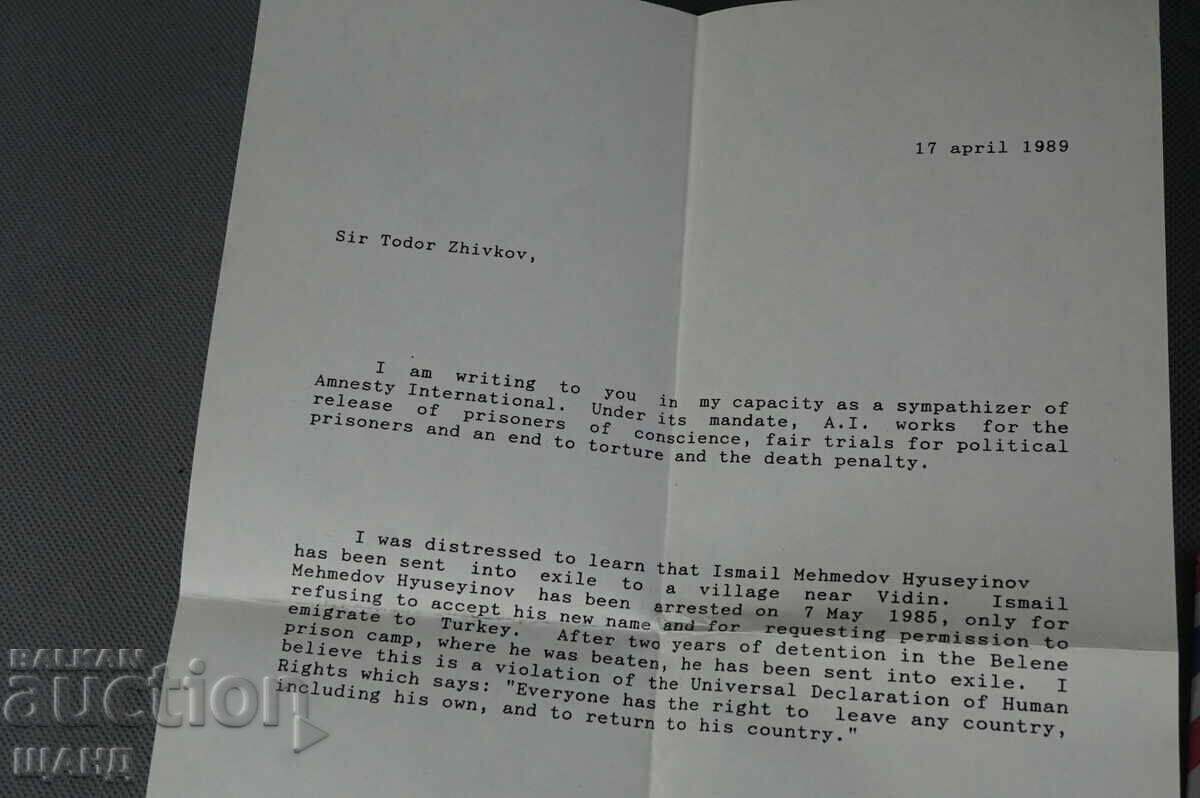 17 april 1989
Sir Todor Zhivkov,
I am writing to you in my capacity as a sympathizer of
Amnesty International. Under its mandate, A.I. works for the
release of prisoners of conscience, fair trials for political
prisoners and an end to torture and the death penalty.
I was distressed to learn that Ismail Mehmedov Hyuseyinov
has been sent into exile to a village near Vidin. Ismail
Mehmedov Hyuseyinov has been arrested on 7 May 1985, only for
refusing to accept his new name and for requesting permission to
emigrate to Turkey. After two years of detention in the Belene
prison camp, where he was beaten, he has been sent into exile. I
believe this is a violation of the Universal Declaration of Human
Rights which says: "Everyone has the right to leave any country,
including his own, and to return to his country."
BALKAN
auction
ШАНД